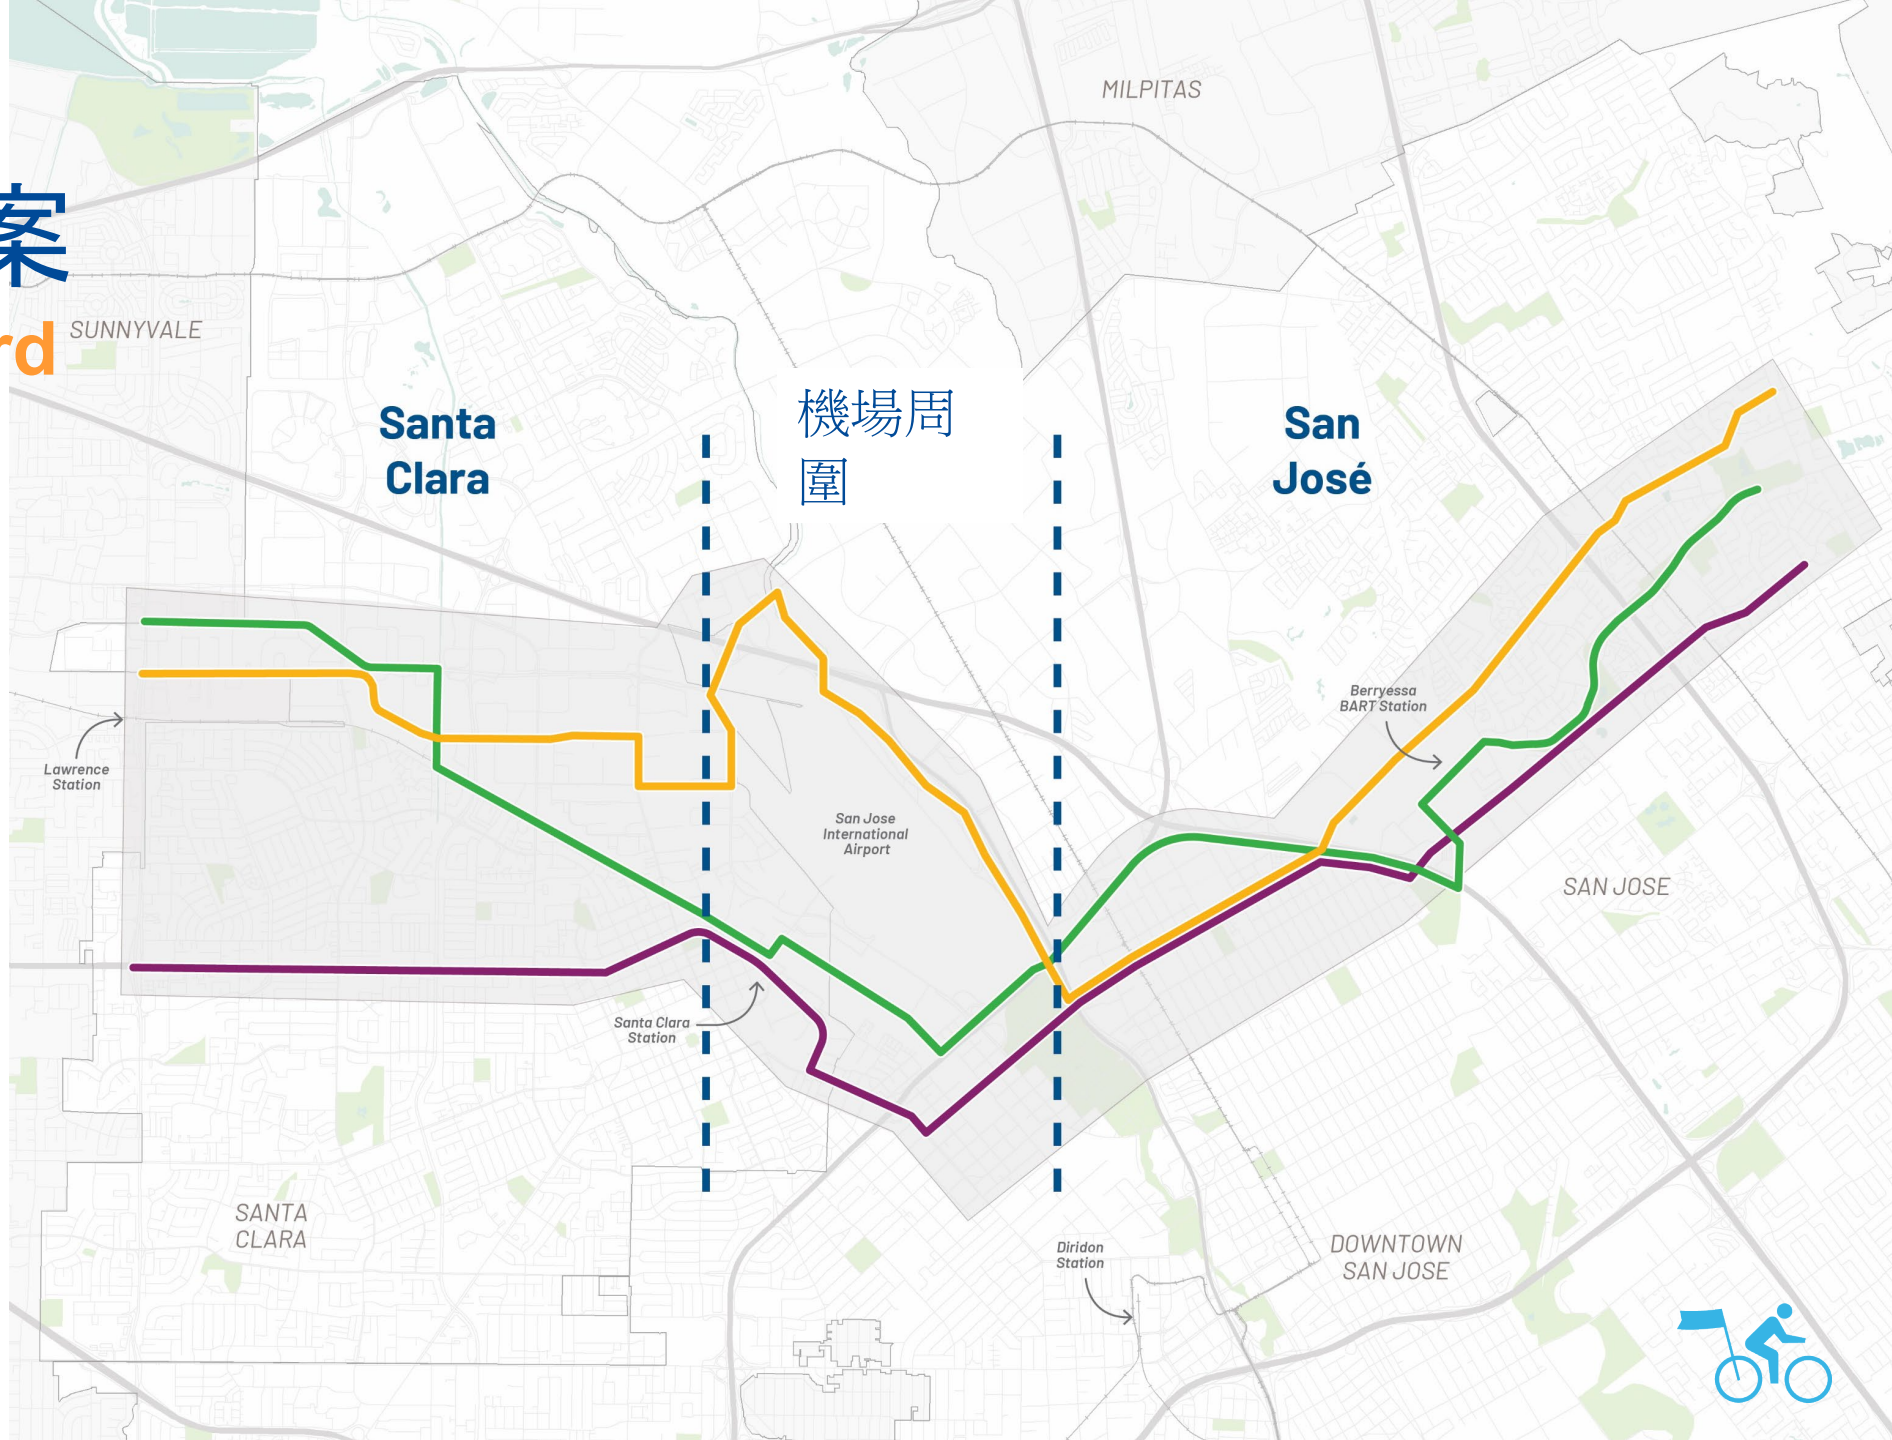 MILPITAS
案
SUNNYVALE
rd
Santa
Clara
機場周
圍
San
José
Berryessa
BART Station
Lawrence
Station
San Jose
International
Airport
SAN JOSE
Santa Clara
Station
SANTA
CLARA
Diridon
Station
DOWNTOWN
SAN JOSE